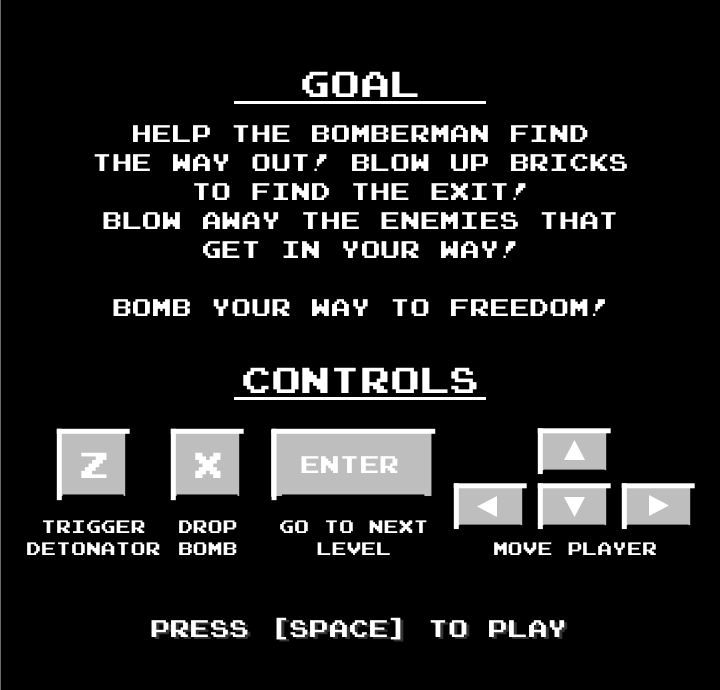 GOAL
HELP THE BOMBERMAN FIND
THE WAY OUT! BLOW UP BRICKS
TO FIND THE EXIT!
BLOW AWAY THE ENEMIES THAT
GET IN YOUR WAY!
BOMB YOUR WAY TO FREEDOM!
CONTROLS
Z
X
ENTER
TRIGGER
DETONATOR
DROP
BOMB
GO TO NEXT
LEVEL
MOVE PLAYER
PRESS [SPACE] TO PLAY